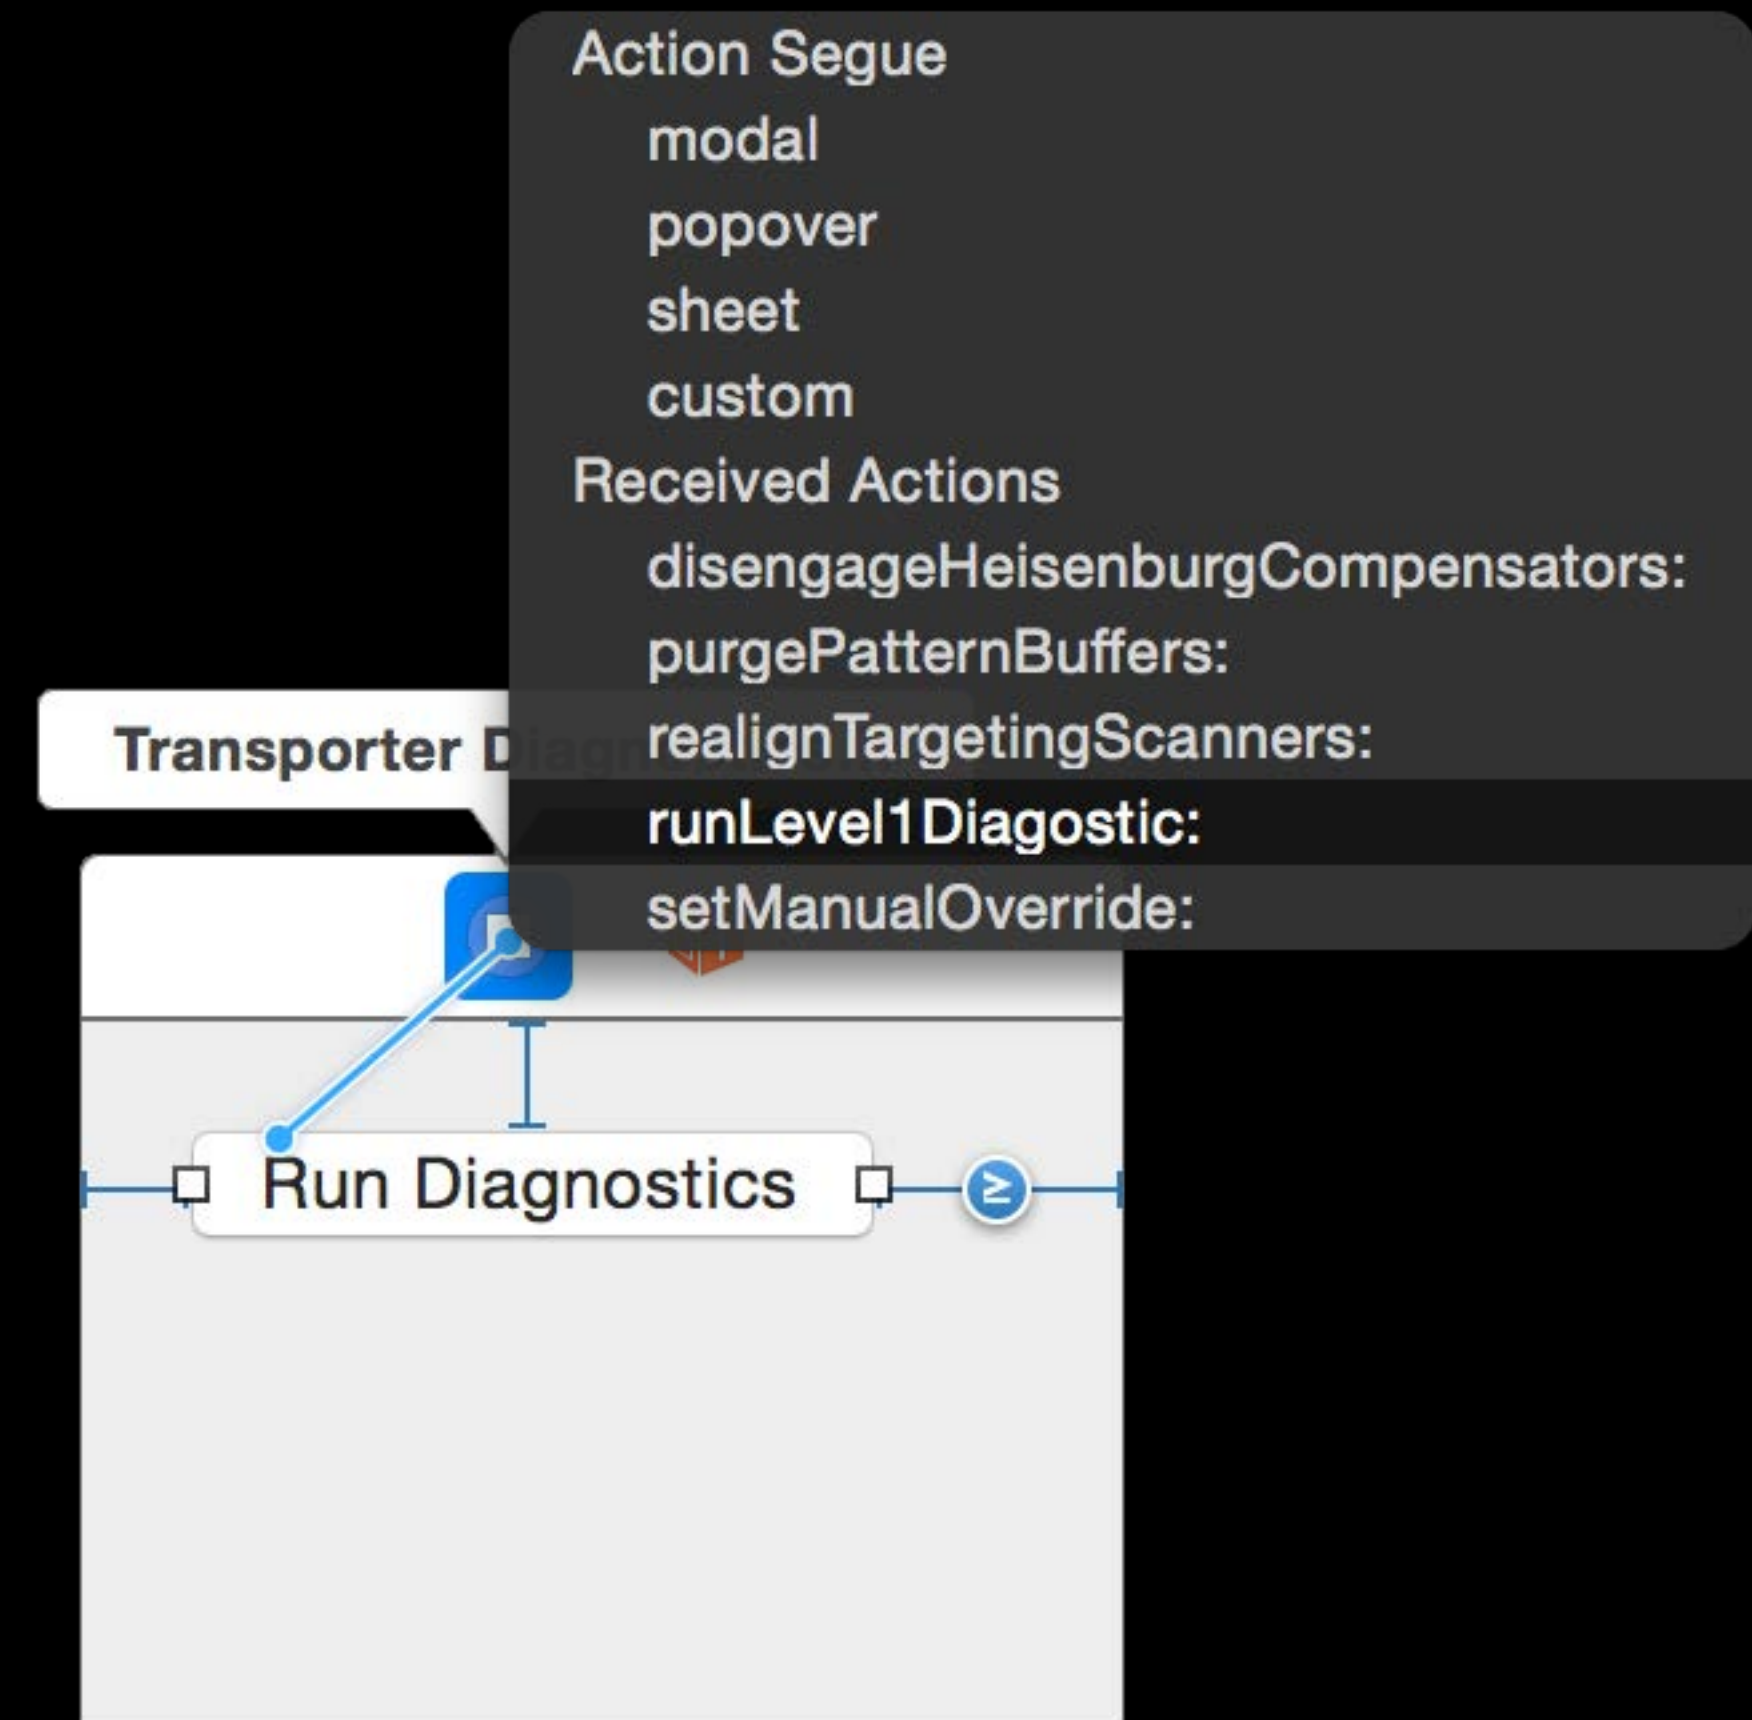 Action Segue
modal
popover
sheet
custom
Received Actions
disengageHeisenburgCompensators:
purgePatternBuffers:
realignTargetingScanners:
runLevel1Diagostic:
setManualOverride:
Transporter
Run Diagnostics